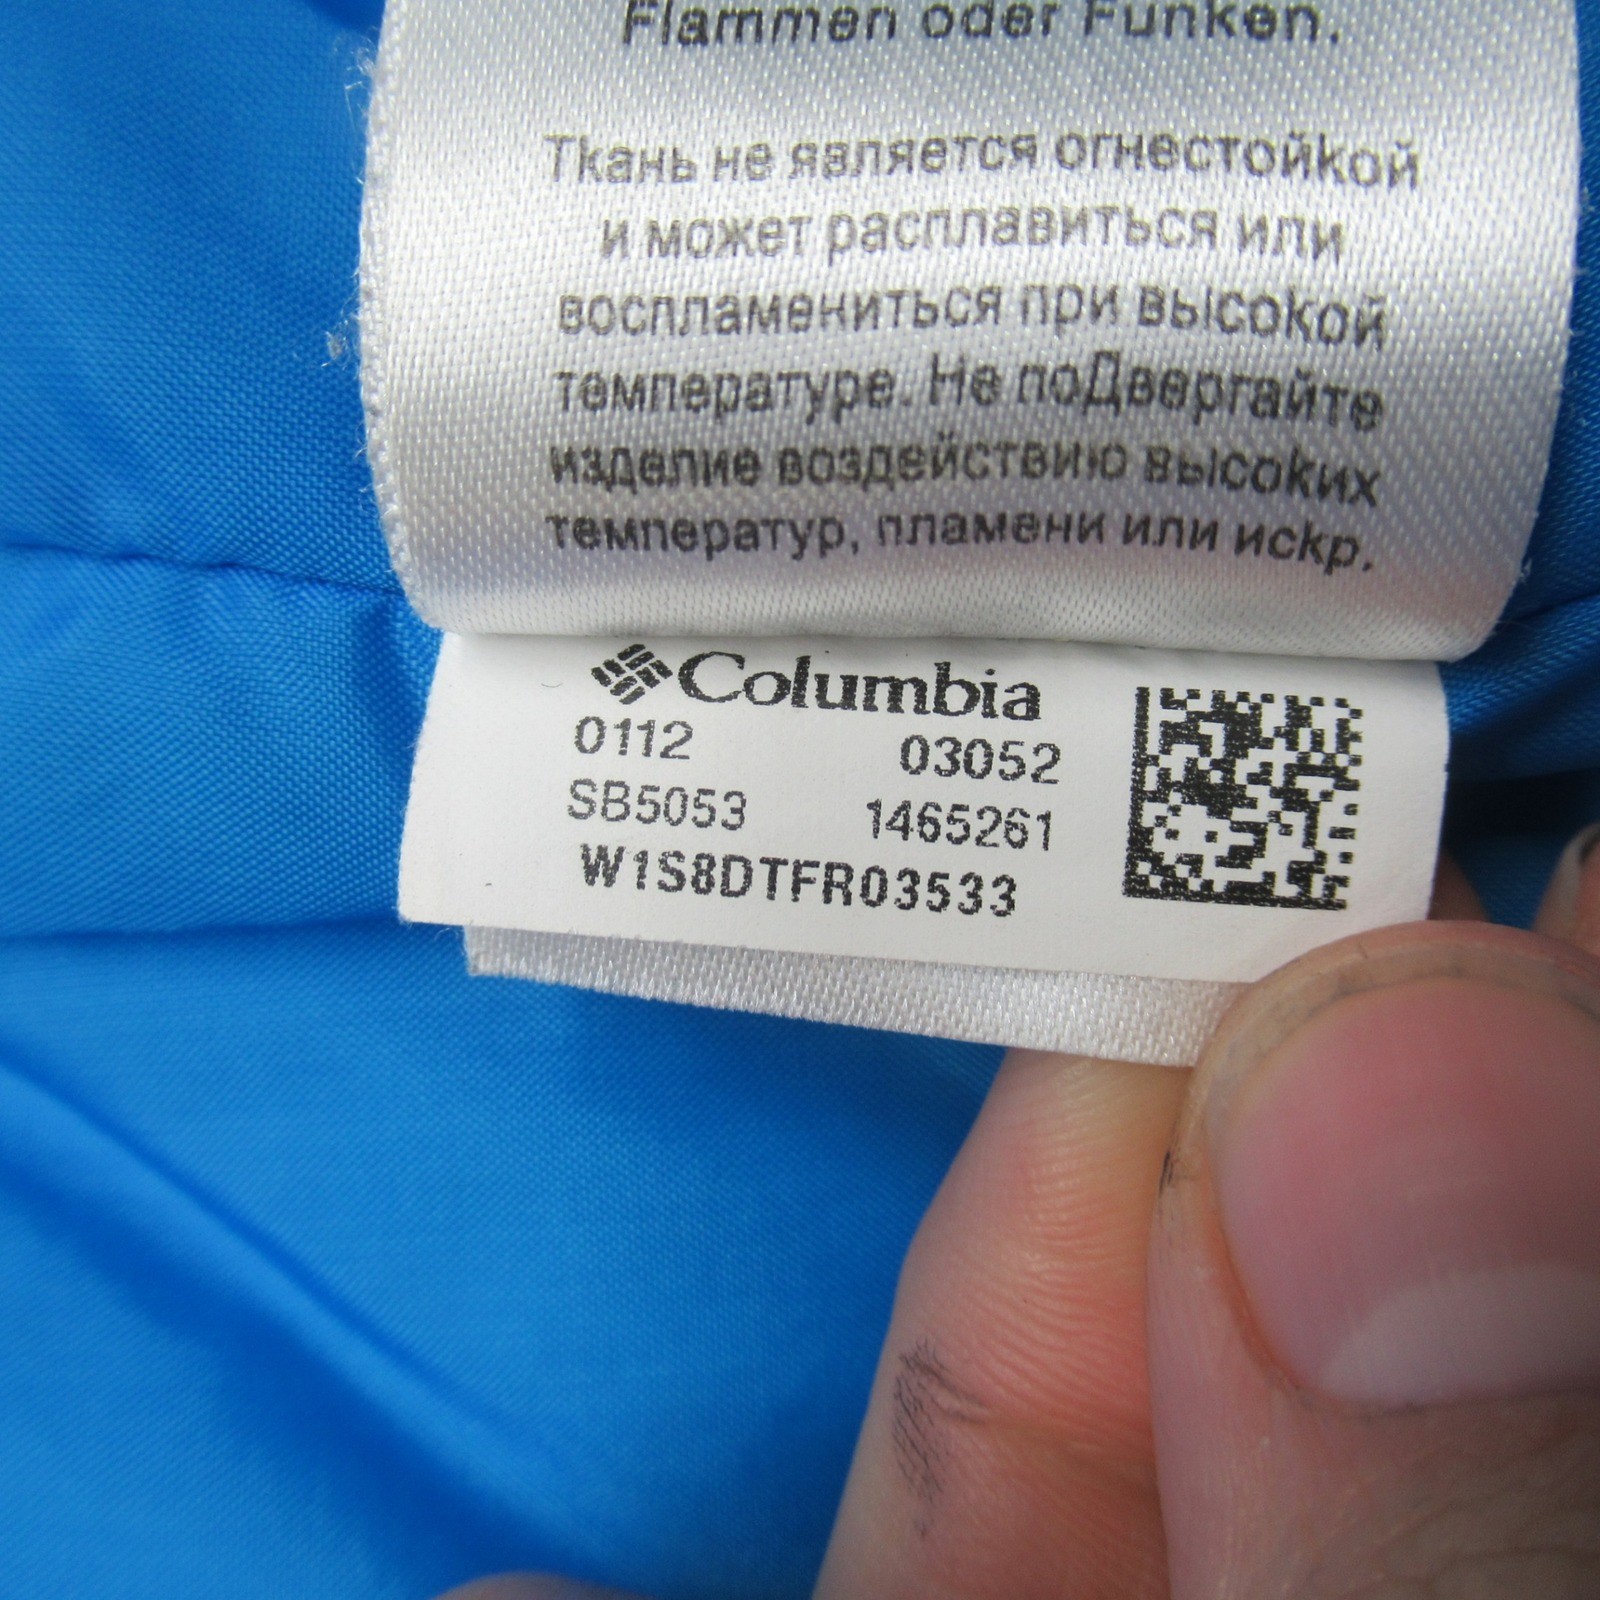 Flammen oder Funken.
Ткань не является огнестойкой
и может расплавиться или
воспламениться при высокой
температуре. Не поДвергайте
изделие воздействию высоких
температур, пламени или искр.
Columbia
0112 03052
SB5053 1465261
W1S8DTFR03533